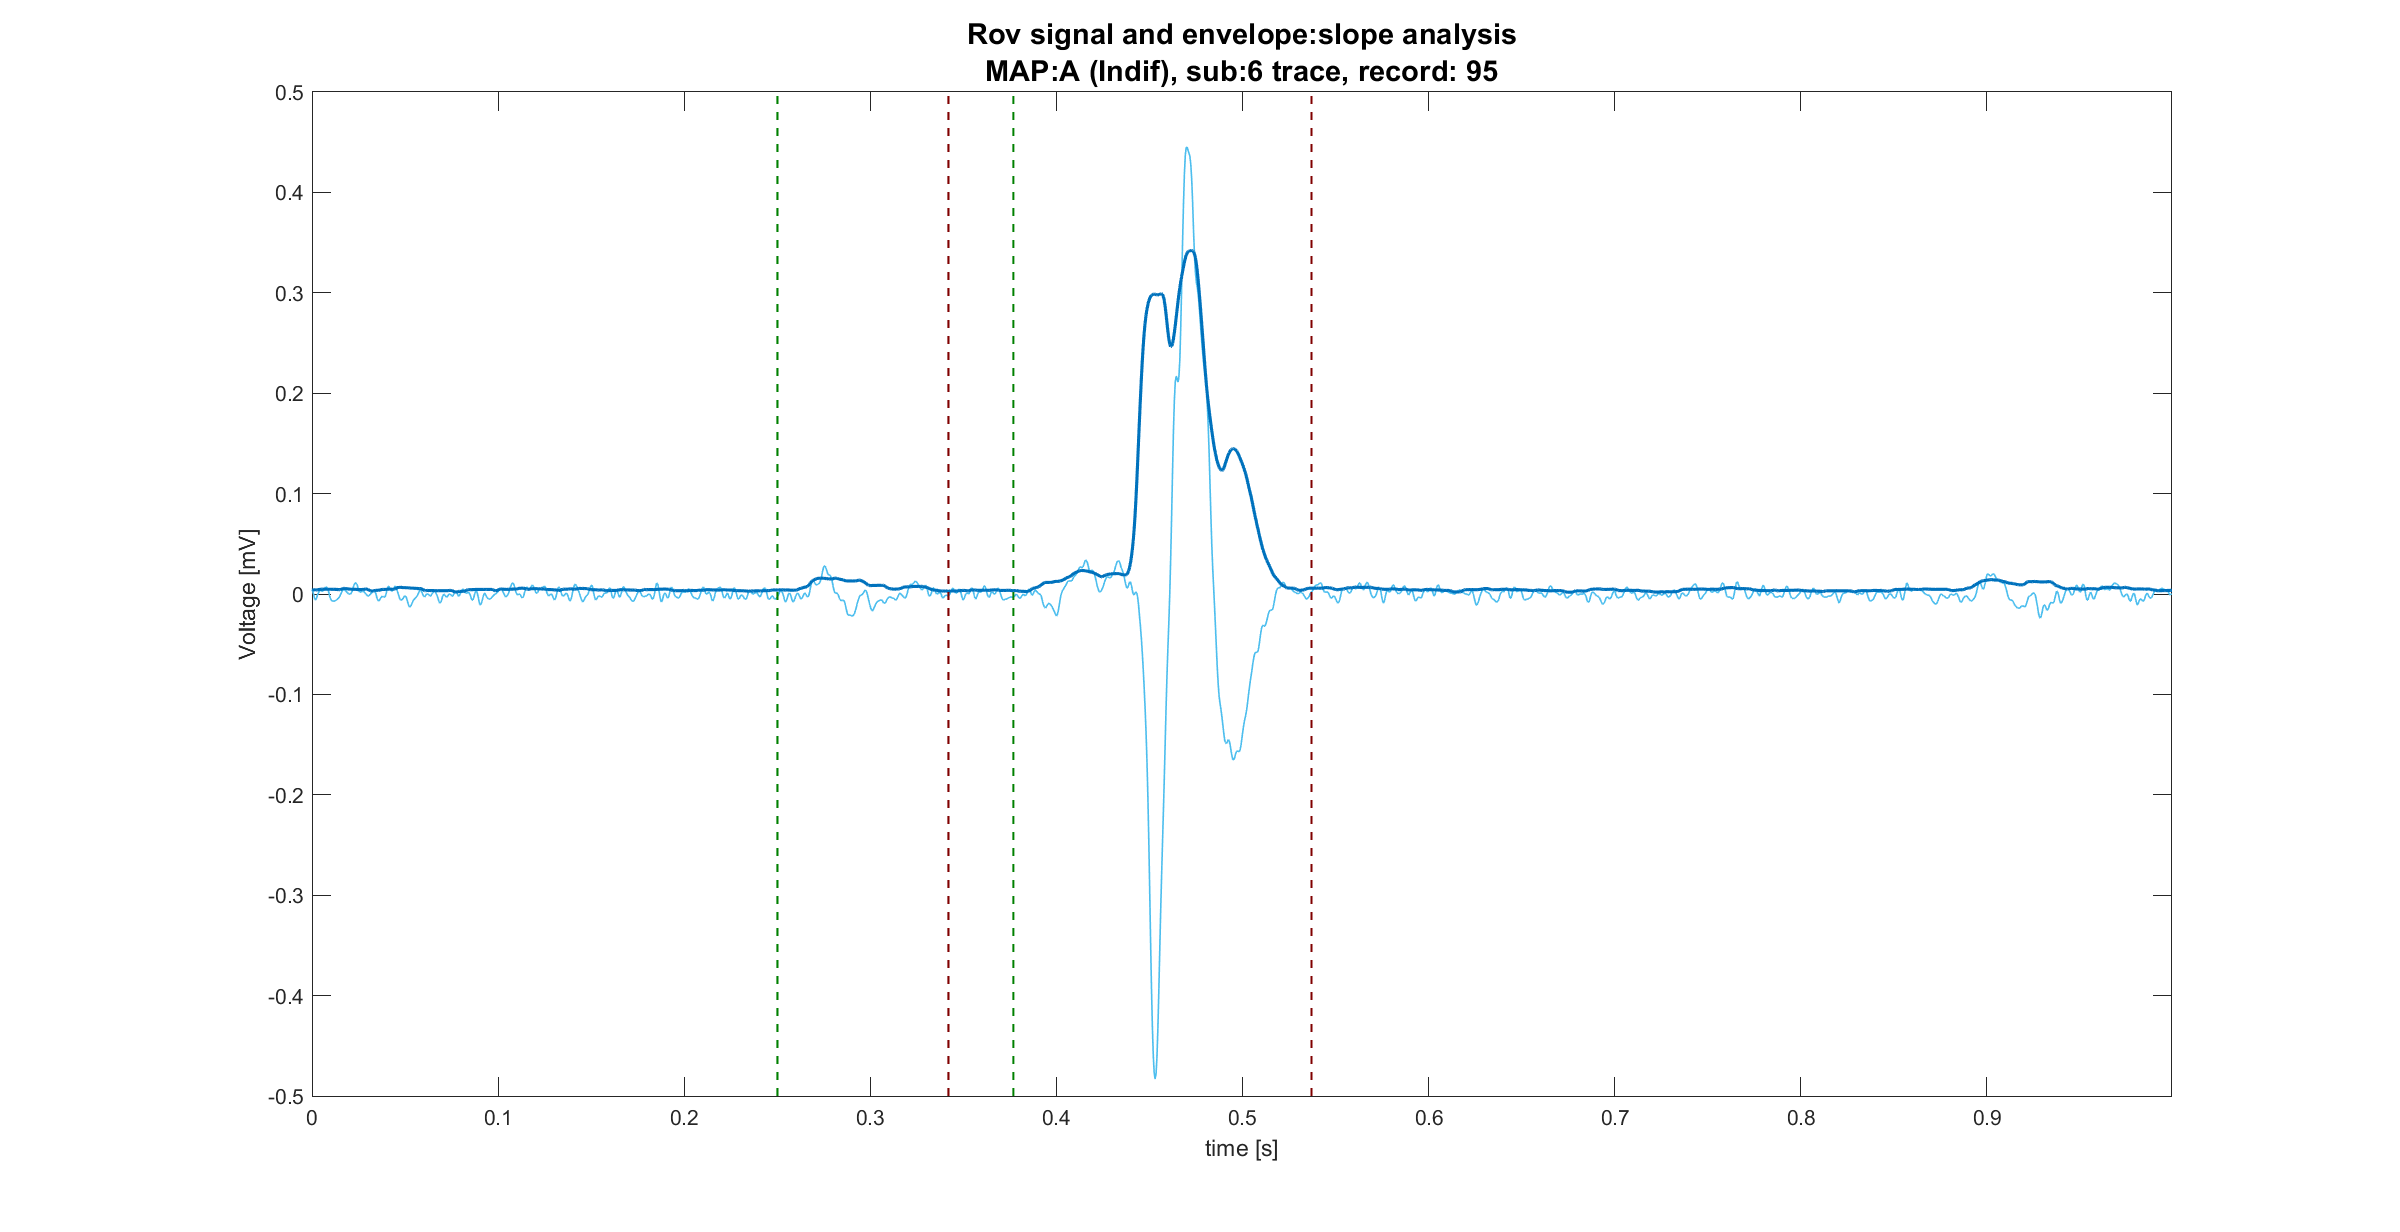 Rov signal and envelope:slope analysis
MAP:A (Indif), sub:6 trace, record: 95
0.5
0.4
0.3
0.2
0.1
0
-0.1
-0.2
-0.3
-0.4
-0.5
Voltage [mV]
0 0.1 0.2 0.3 0.4 0.5 0.6 0.7 0.8 0.9
time [s]